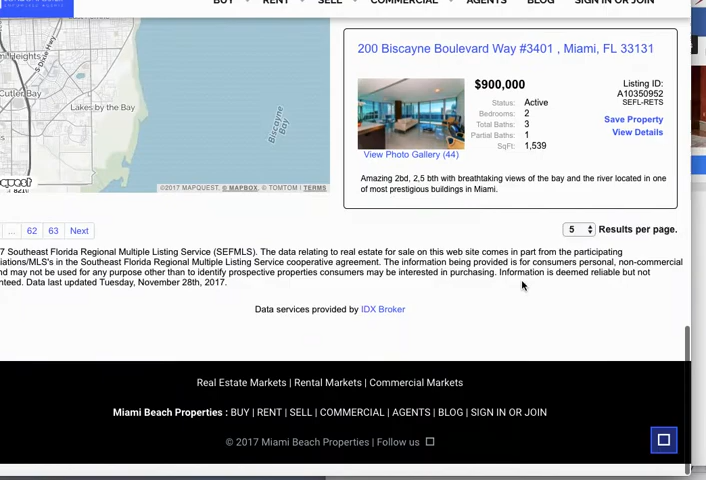 BUY RENT SELL COMMERCIAL AGENTS BLOG SIGN IN OR JOIN
S Dixie Hwy
Heights
Cutler Bay
Lakes by the Bay
Biscayne Bay
©2017 MAPQUEST, © MAPBOX, © TOMTOM | TERMS
200 Biscayne Boulevard Way #3401 , Miami, FL 33131
$900,000
Status: Active
Bedrooms: 2
Total Baths: 3
Partial Baths: 1
SqFt: 1,539
Listing ID:
A10350952
SEFL-RETS
Save Property
View Details
View Photo Gallery (44)
Amazing 2bd, 2,5 bth with breathtaking views of the bay and the river located in one
of most prestigious buildings in Miami.
... 62 63 Next
5 Results per page.
7 Southeast Florida Regional Multiple Listing Service (SEFMLS). The data relating to real estate for sale on this web site comes in part from the participating
iations/MLS's in the Southeast Florida Regional Multiple Listing Service cooperative agreement. The information being provided is for consumers personal, non-commercial
nd may not be used for any purpose other than to identify prospective properties consumers may be interested in purchasing. Information is deemed reliable but not
nteed. Data last updated Tuesday, November 28th, 2017.
Data services provided by IDX Broker
Real Estate Markets | Rental Markets | Commercial Markets
Miami Beach Properties : BUY | RENT | SELL | COMMERCIAL | AGENTS | BLOG | SIGN IN OR JOIN
© 2017 Miami Beach Properties | Follow us